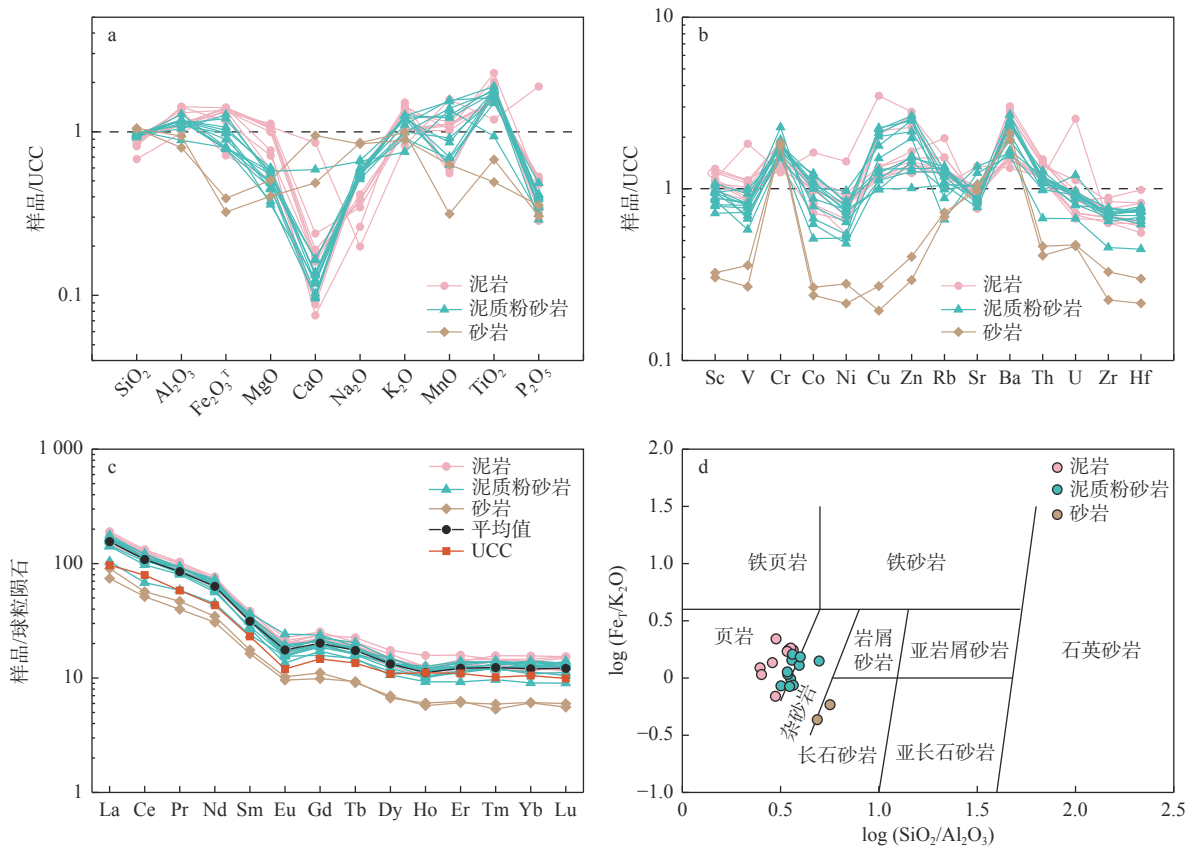 a
10
1
0.1
样品/UCC
泥岩
泥质粉砂岩
砂岩
SiO₂
Al₂O₃
Fe₂O₃ᵀ
MgO
CaO
Na₂O
K₂O
MnO
TiO₂
P₂O₅
b
10
1
0.1
样品/UCC
泥岩
泥质粉砂岩
砂岩
Sc V Cr Co Ni Cu Zn Rb Sr Ba Th U Zr Hf
c
1 000
100
10
1
样品/球粒陨石
泥岩
泥质粉砂岩
砂岩
平均值
UCC
La Ce Pr Nd Sm Eu Gd Tb Dy Ho Er Tm Yb Lu
d
2.0
1.5
1.0
0.5
0
−0.5
−1.0
log (Fe_T/K₂O)
泥岩
泥质粉砂岩
砂岩
铁页岩
铁砂岩
页岩
岩屑
砂岩
亚岩屑砂岩
石英砂岩
杂砂岩
长石砂岩
亚长石砂岩
0 0.5 1.0 1.5 2.0 2.5
log (SiO₂/Al₂O₃)